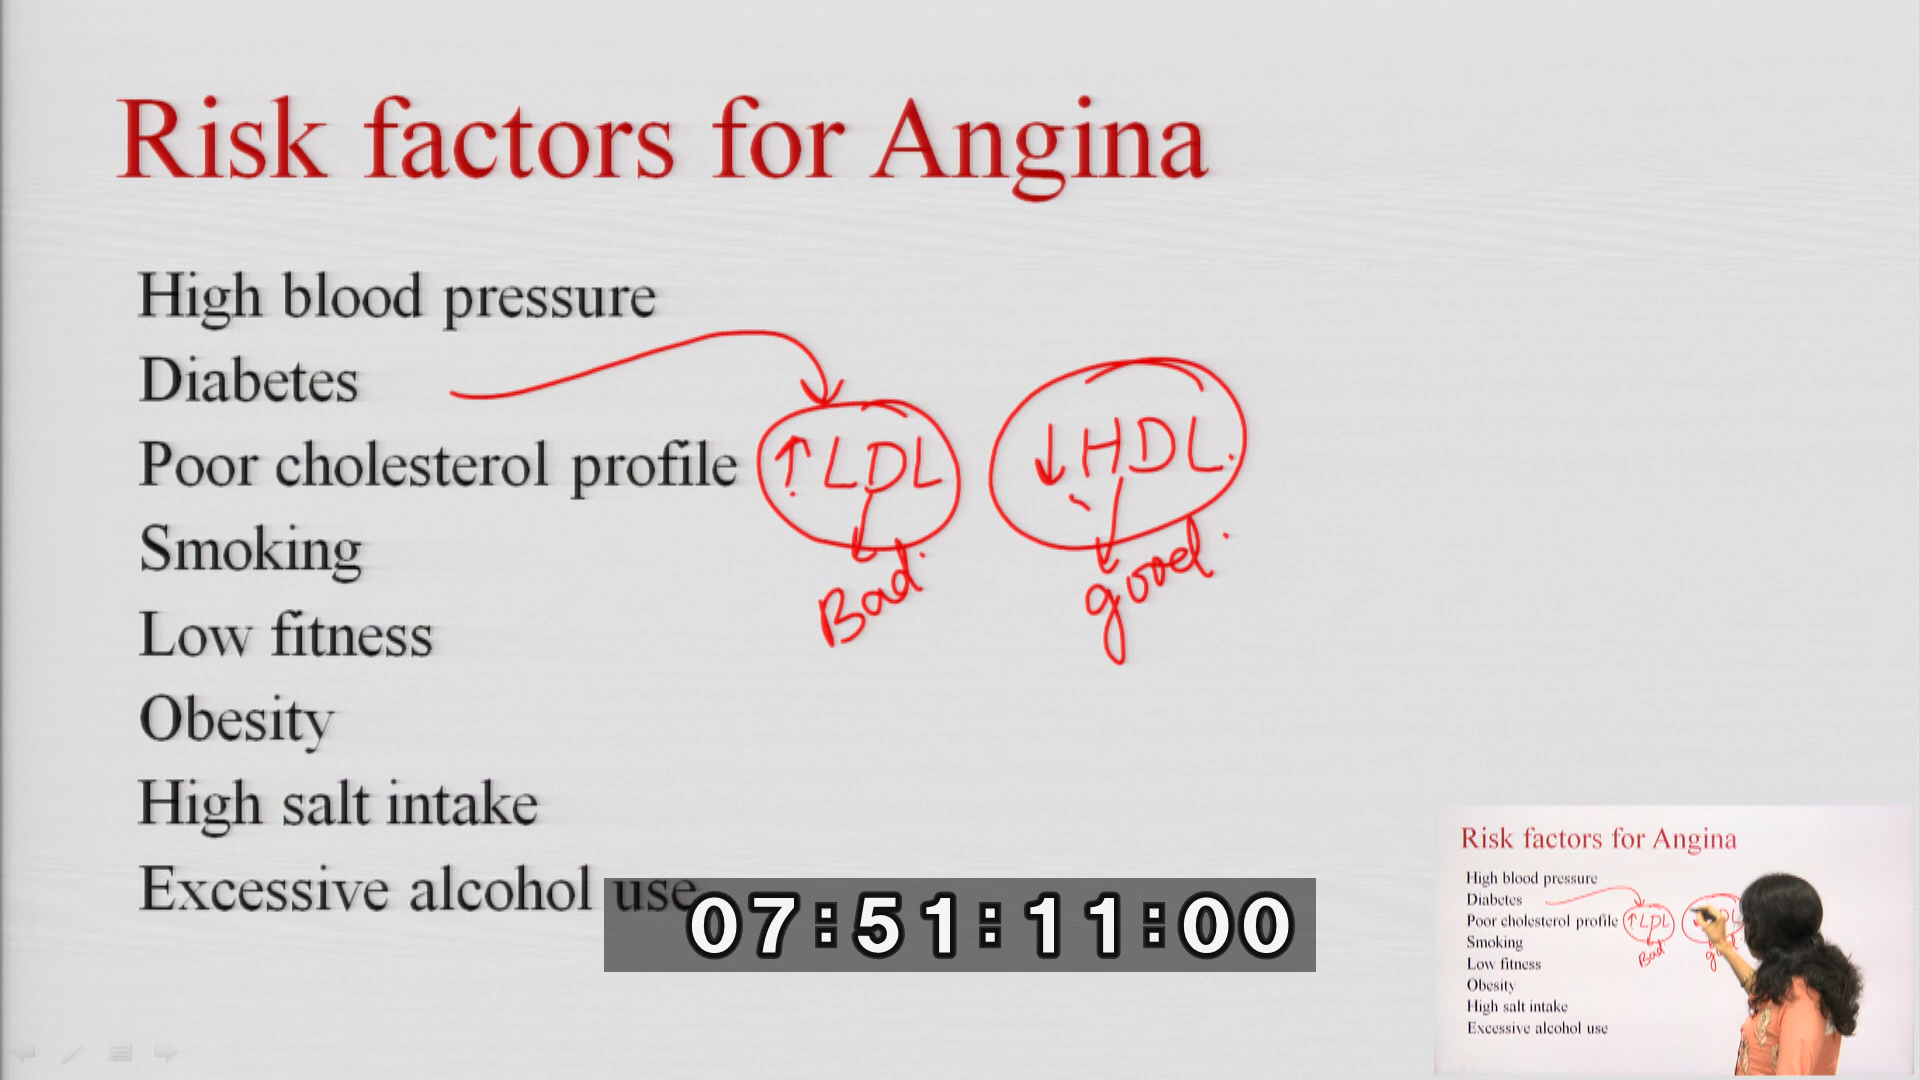 Risk factors for Angina
High blood pressure
Diabetes
Poor cholesterol profile ↑LDL ↓HDL
Bad good
Smoking
Low fitness
Obesity
High salt intake
Excessive alcohol use
07:51:11:00
Risk factors for Angina
High blood pressure
Diabetes
Poor cholesterol profile ↑LDL
Bad
Smoking
Low fitness
Obesity
High salt intake
Excessive alcohol use